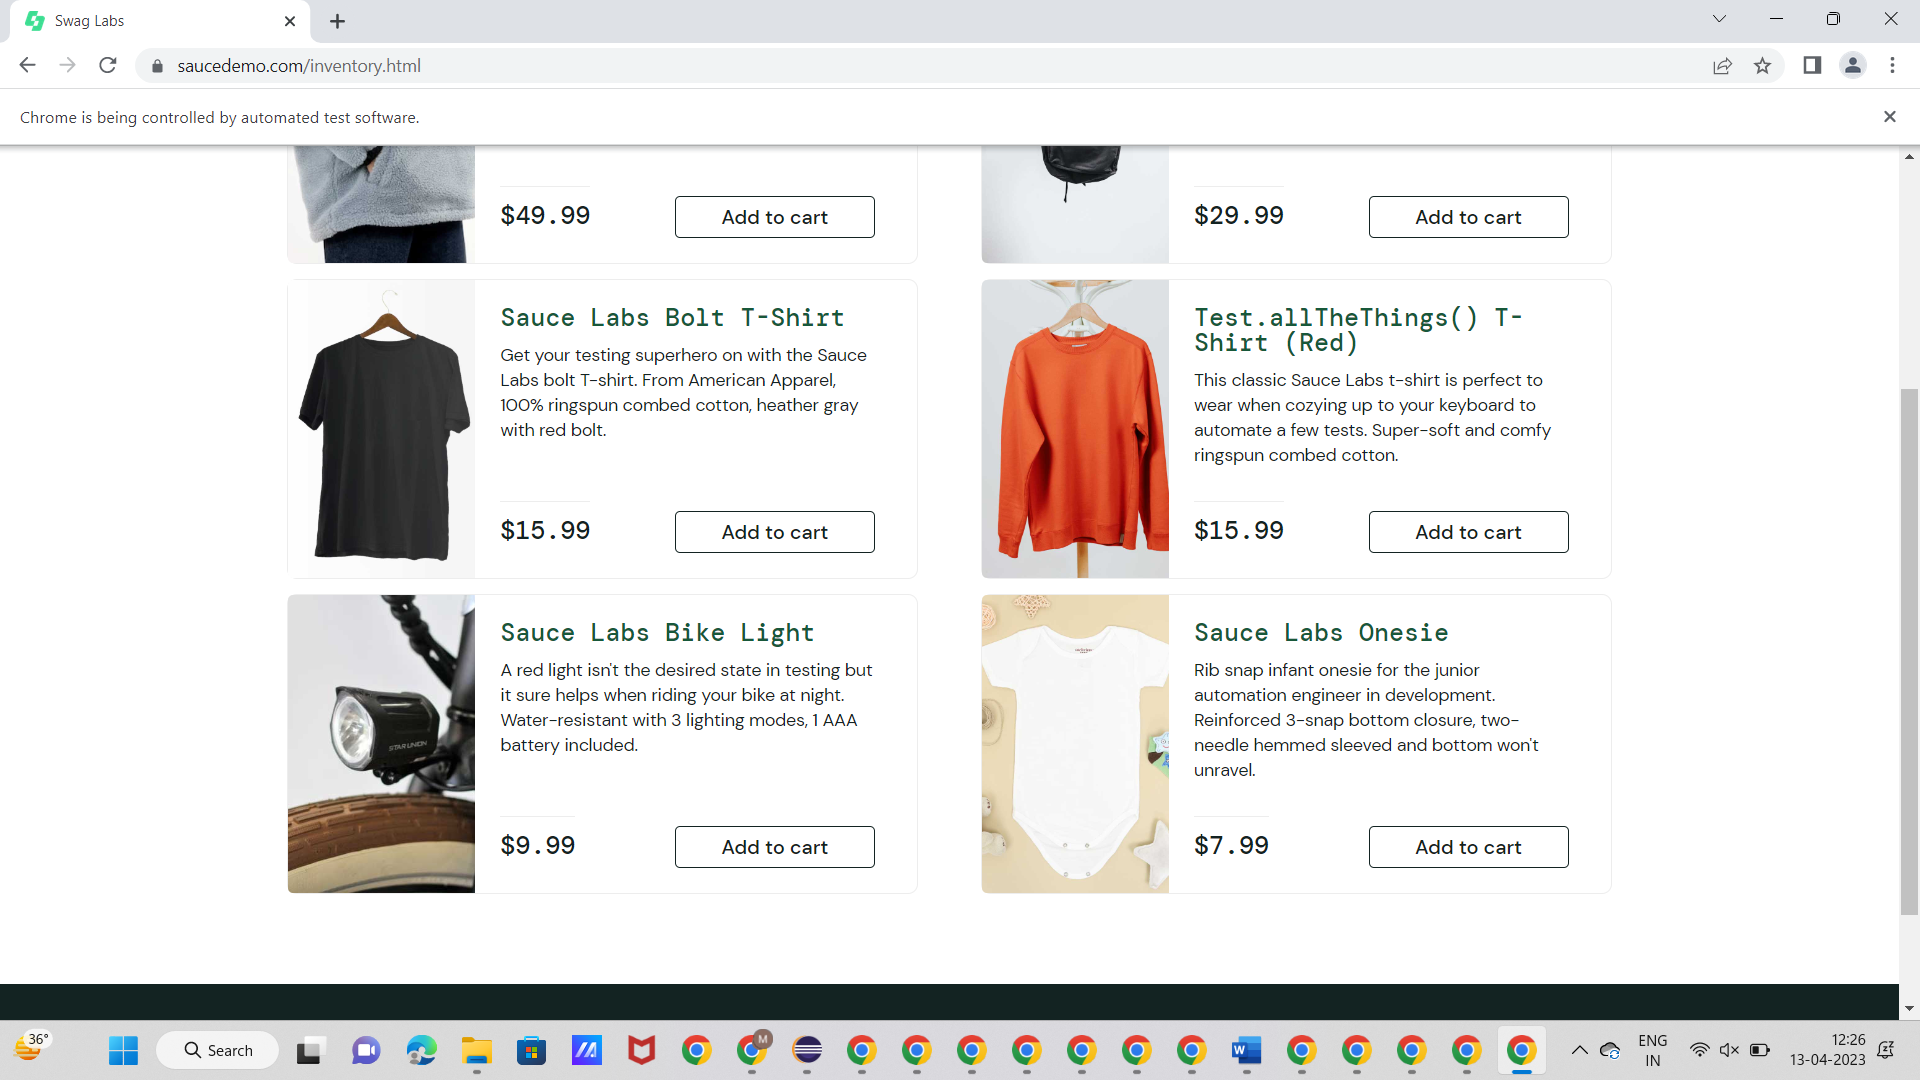 Swag Labs
saucedemo.com/inventory.html
Chrome is being controlled by automated test software.
$49.99
Add to cart
$29.99
Add to cart
Sauce Labs Bolt T-Shirt
Get your testing superhero on with the Sauce
Labs bolt T-shirt. From American Apparel,
100% ringspun combed cotton, heather gray
with red bolt.
$15.99
Add to cart
Test.allTheThings() T-
Shirt (Red)
This classic Sauce Labs t-shirt is perfect to
wear when cozying up to your keyboard to
automate a few tests. Super-soft and comfy
ringspun combed cotton.
$15.99
Add to cart
STAR UNION
Sauce Labs Bike Light
A red light isn't the desired state in testing but
it sure helps when riding your bike at night.
Water-resistant with 3 lighting modes, 1 AAA
battery included.
$9.99
Add to cart
Sauce Labs Onesie
Rib snap infant onesie for the junior
automation engineer in development.
Reinforced 3-snap bottom closure, two-
needle hemmed sleeved and bottom won't
unravel.
$7.99
Add to cart
36°
Search
M
W
ENG
IN
12:26
13-04-2023